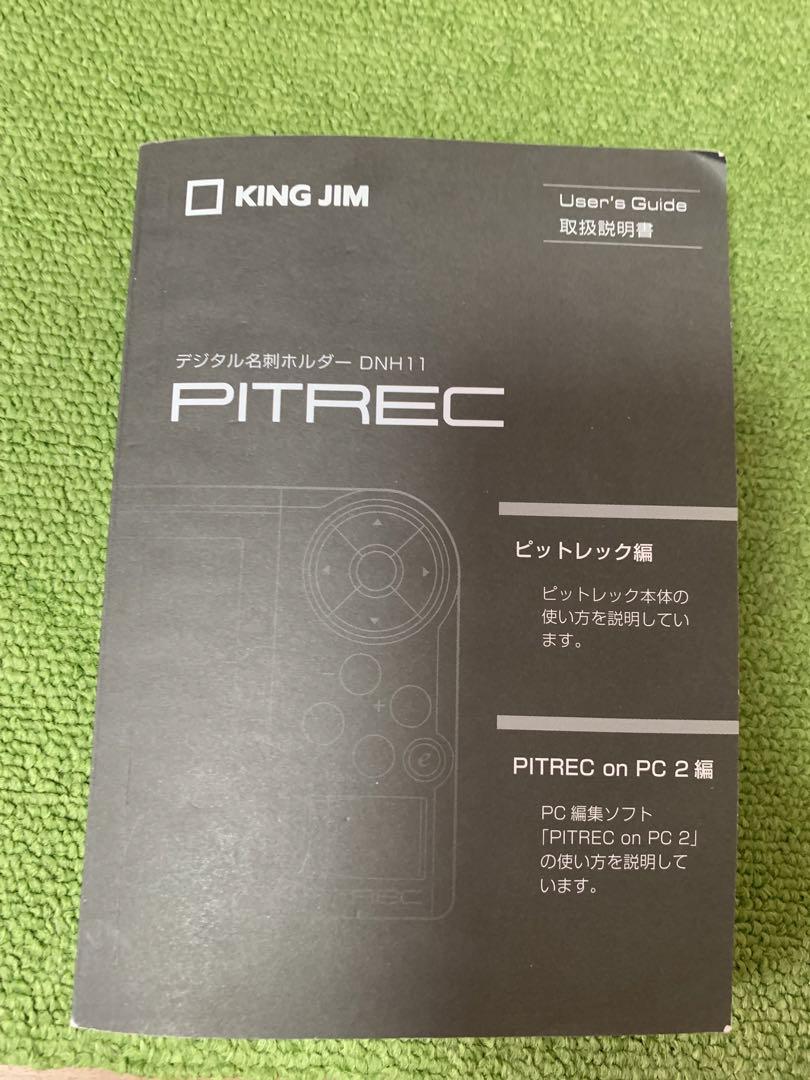 KING JIM
User's Guide
取扱説明書
デジタル名刺ホルダー DNH11
PITREC
ピットレック編
ピットレック本体の
使い方を説明してい
ます。
PITREC on PC 2 編
PC 編集ソフト
「PITREC on PC 2」
の使い方を説明して
います。
+
e